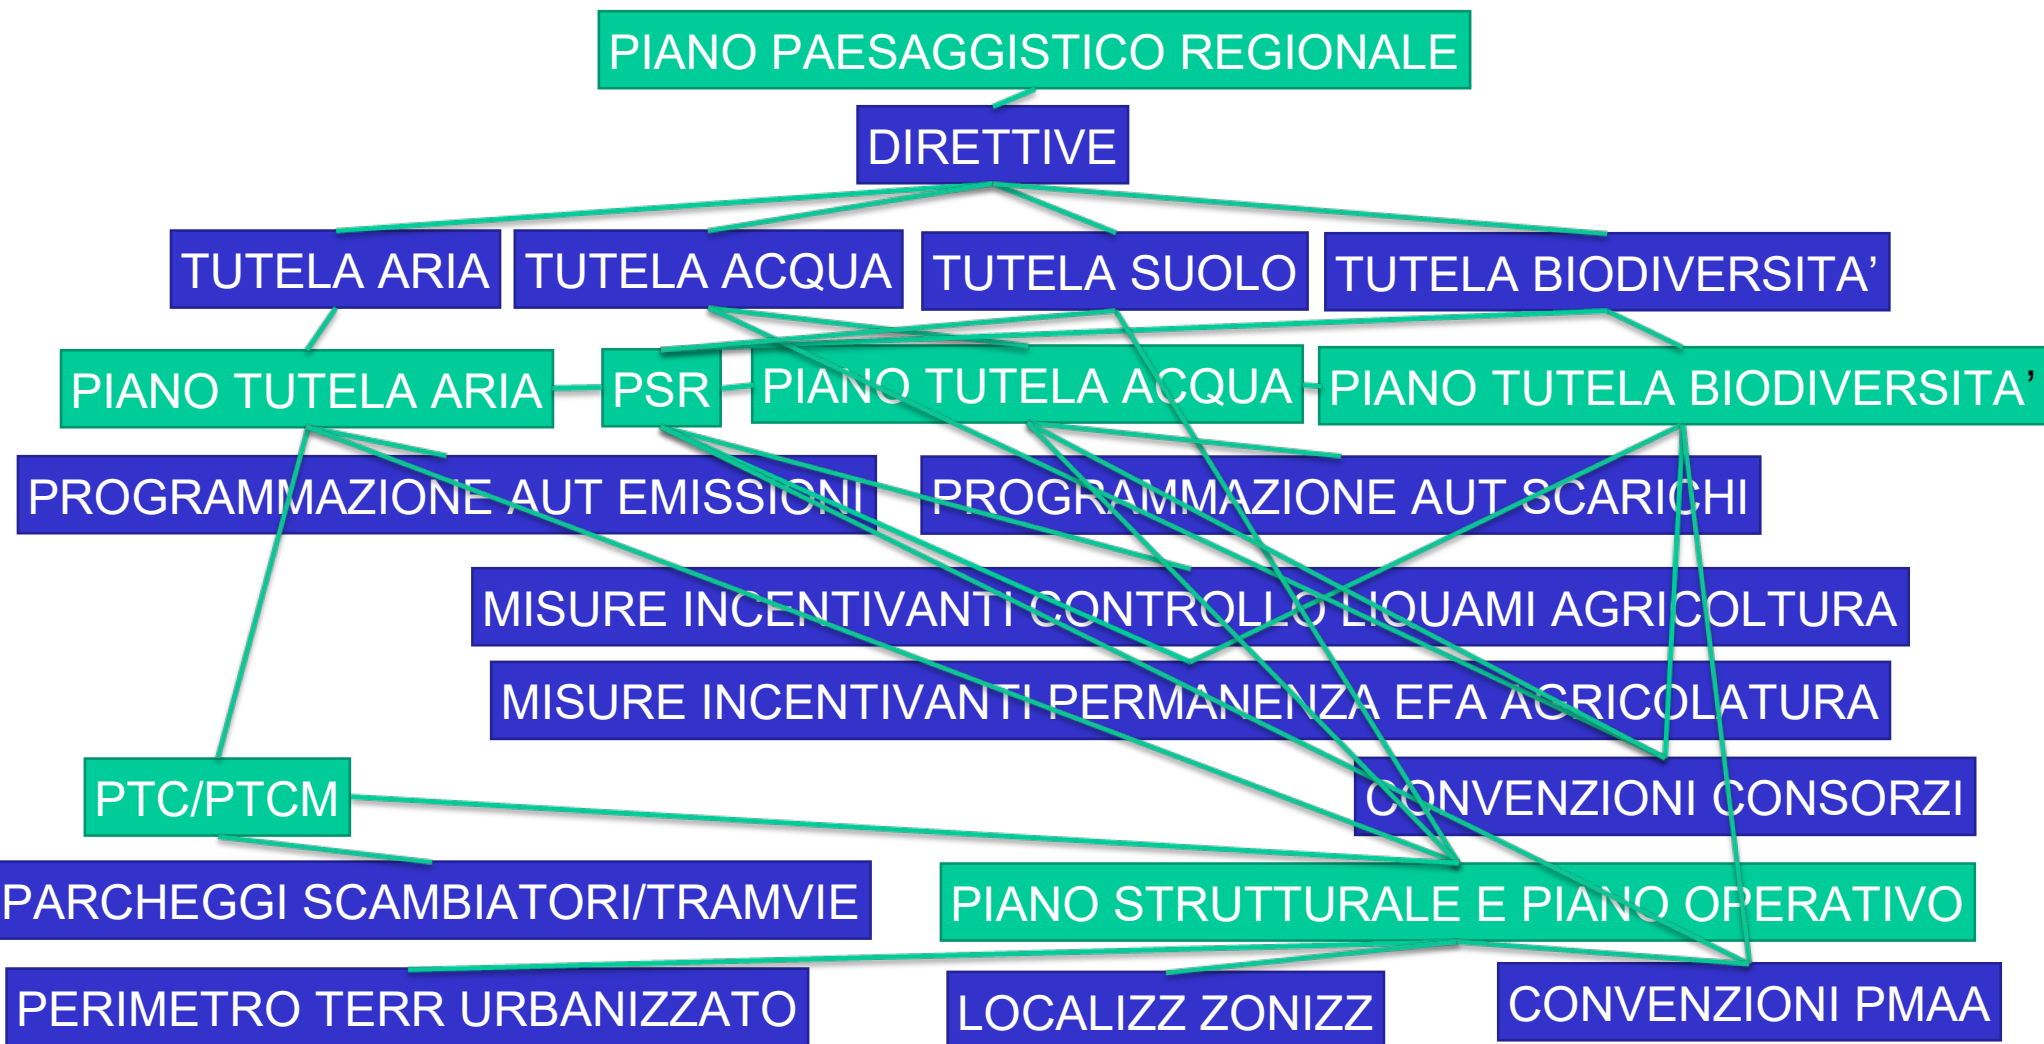 PIANO PAESAGGISTICO REGIONALE
DIRETTIVE
TUTELA ARIA
TUTELA ACQUA
TUTELA SUOLO
TUTELA BIODIVERSITA’
PIANO TUTELA ARIA
PSR
PIANO TUTELA ACQUA
PIANO TUTELA BIODIVERSITA’
PROGRAMMAZIONE AUT EMISSIONI
PROGRAMMAZIONE AUT SCARICHI
MISURE INCENTIVANTI CONTROLLO LIQUAMI AGRICOLTURA
MISURE INCENTIVANTI PERMANENZA EFA AGRICOLATURA
PTC/PTCM
CONVENZIONI CONSORZI
PARCHEGGI SCAMBIATORI/TRAMVIE
PIANO STRUTTURALE E PIANO OPERATIVO
PERIMETRO TERR URBANIZZATO
LOCALIZZ ZONIZZ
CONVENZIONI PMAA